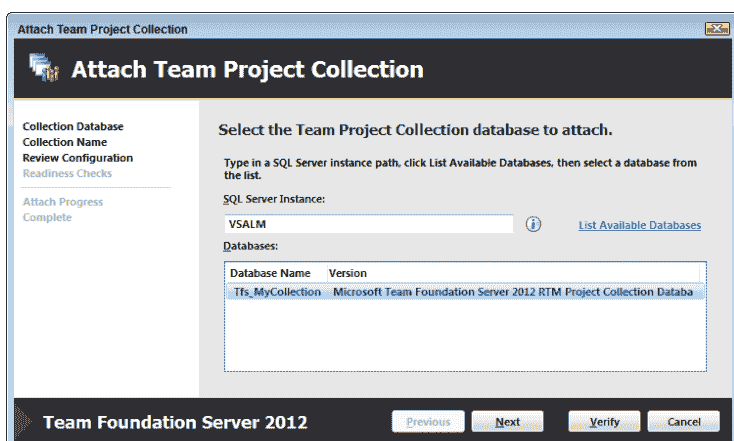 Attach Team Project Collection
Attach Team Project Collection
Collection Database
Collection Name
Review Configuration
Readiness Checks
Attach Progress
Complete
Select the Team Project Collection database to attach.
Type in a SQL Server instance path, click List Available Databases, then select a database from
the list.
SQL Server Instance:
VSALM
List Available Databases
Databases:
Database Name Version
Tfs_MyCollection Microsoft Team Foundation Server 2012 RTM Project Collection Databa
Team Foundation Server 2012
Previous Next Verify Cancel